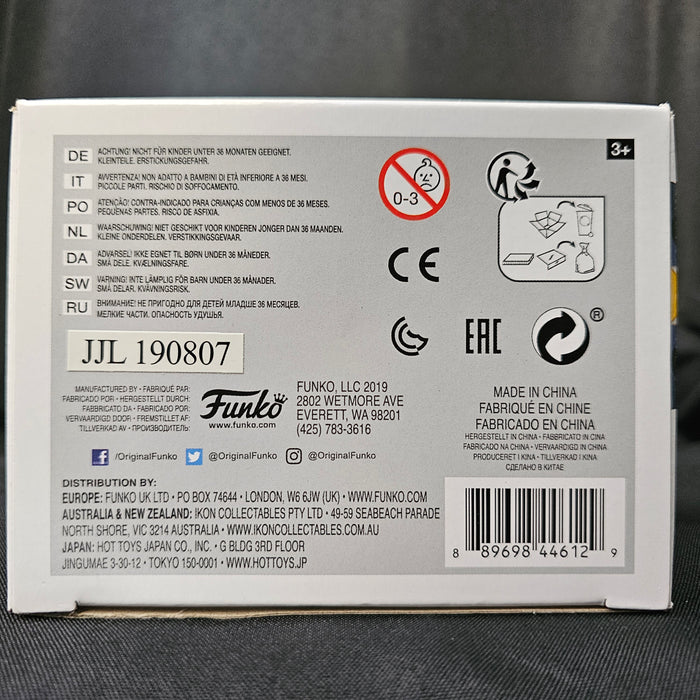 DE ACHTUNG! NICHT FÜR KINDER UNTER 36 MONATEN GEEIGNET.
KLEINTEILE. ERSTICKUNGSGEFAHR.
IT AVVERTENZA! NON ADATTO A BAMBINI DI ETÀ INFERIORE A 36 MESI.
PICCOLE PARTI. RISCHIO DI SOFFOCAMENTO.
PO ATENÇÃO! CONTRA-INDICADO PARA CRIANÇAS COM MENOS DE 36 MESES.
PEQUENAS PARTES. RISCO DE ASFIXIA.
NL WAARSCHUWING! NIET GESCHIKT VOOR KINDEREN JONGER DAN 36 MAANDEN.
KLEINE ONDERDELEN. VERSTIKKINGSGEVAAR.
DA ADVARSEL! IKKE EGNET TIL BØRN UNDER 36 MÅNEDER.
SMÅ DELE. KVÆLNINGSFARE.
SW VARNING! INTE LÄMPLIG FÖR BARN UNDER 36 MÅNADER.
SMÅ DELAR. KVÄVNINGSRISK.
RU ВНИМАНИЕ! НЕ ПРИГОДНО ДЛЯ ДЕТЕЙ МЛАДШЕ 36 МЕСЯЦЕВ.
МЕЛКИЕ ЧАСТИ. ОПАСНОСТЬ УДУШЬЯ.
0-3
3+
CE
EAC
®
JJL 190807
MANUFACTURED BY • FABRIQUÉ PAR:
FABRICADO POR • HERGESTELLT DURCH:
FABBRICATO DA • FABRICADO POR:
VERVAARDIGD DOOR • FREMSTILLET AF:
TILLVERKAD AV • ПРОИЗВОДИТЕЛЬ:
Funko
www.funko.com
FUNKO, LLC 2019
2802 WETMORE AVE
EVERETT, WA 98201
(425) 783-3616
MADE IN CHINA
FABRIQUÉ EN CHINE
FABRICADO EN CHINA
HERGESTELLT IN CHINA • FABBRICATO IN CINA
FABRICADO NA CHINA • VERVAARDIGD IN CHINA
PRODUCERET I KINA • TILLVERKAD I KINA
СДЕЛАНО В КИТАЕ
f /OriginalFunko @OriginalFunko @OriginalFunko
DISTRIBUTION BY:
EUROPE: FUNKO UK LTD • PO BOX 74644 • LONDON, W6 6JW (UK) • WWW.FUNKO.COM
AUSTRALIA & NEW ZEALAND: IKON COLLECTABLES PTY LTD • 49-59 SEABEACH PARADE
NORTH SHORE, VIC 3214 AUSTRALIA • WWW.IKONCOLLECTABLES.COM.AU
JAPAN: HOT TOYS JAPAN CO., INC. • G BLDG 3RD FLOOR
JINGUMAE 3-30-12 • TOKYO 150-0001 • WWW.HOTTOYS.JP
8 89698 44612 9